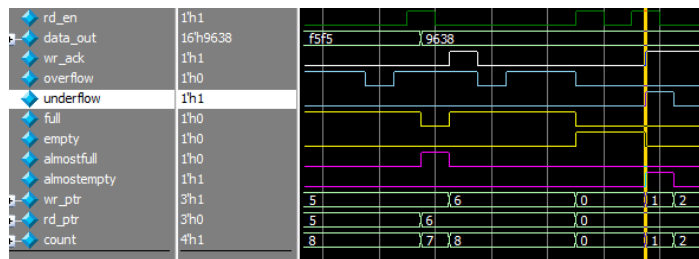 rd_en 1'h1
data_out 16'h9638 f5f5 9638
wr_ack 1'h1
overflow 1'h0
underflow 1'h1
full 1'h0
empty 1'h0
almostfull 1'h0
almostempty 1'h1
wr_ptr 3'h1 5 6 0 1 2
rd_ptr 3'h0 5 6 0
count 4'h1 8 7 8 0 1 2